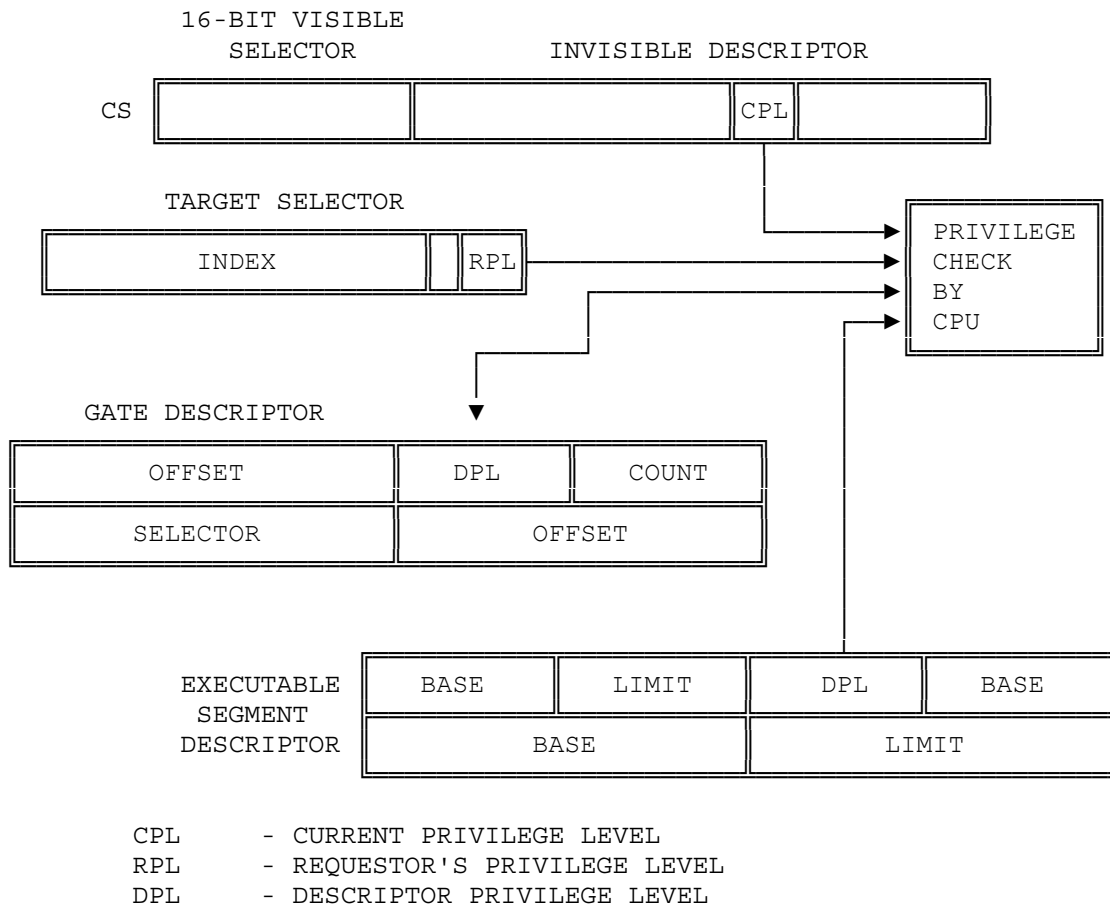 16-BIT VISIBLE
SELECTOR INVISIBLE DESCRIPTOR
CS CPL
TARGET SELECTOR
INDEX RPL
PRIVILEGE
CHECK
BY
CPU
GATE DESCRIPTOR
OFFSET DPL COUNT
SELECTOR OFFSET
EXECUTABLE BASE LIMIT DPL BASE
SEGMENT
DESCRIPTOR BASE LIMIT
CPL - CURRENT PRIVILEGE LEVEL
RPL - REQUESTOR'S PRIVILEGE LEVEL
DPL - DESCRIPTOR PRIVILEGE LEVEL